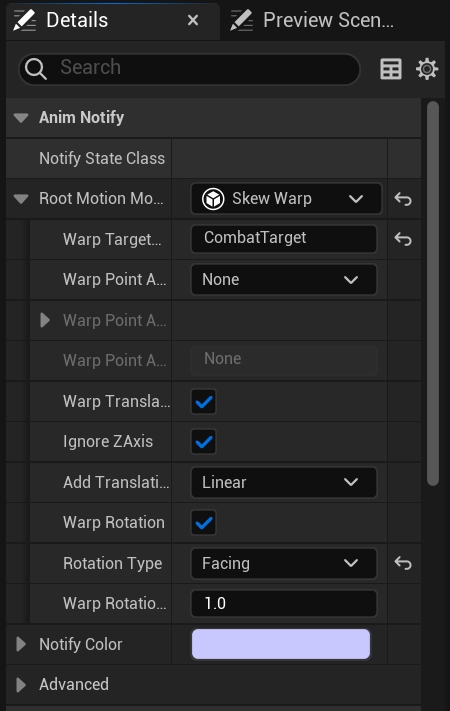 Details
Preview Scen...
Search
Anim Notify
Notify State Class
Root Motion Mo... Skew Warp
Warp Target... CombatTarget
Warp Point A... None
Warp Point A...
Warp Point A... None
Warp Transla...
Ignore ZAxis
Add Translati... Linear
Warp Rotation
Rotation Type Facing
Warp Rotatio... 1.0
Notify Color
Advanced